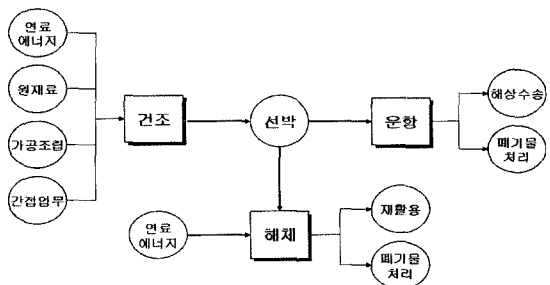 연료
에너지
원재료
가공조립
간접업무
건조
선박
운항
해상수송
폐기물
처리
연료
에너지
해체
재활용
폐기물
처리